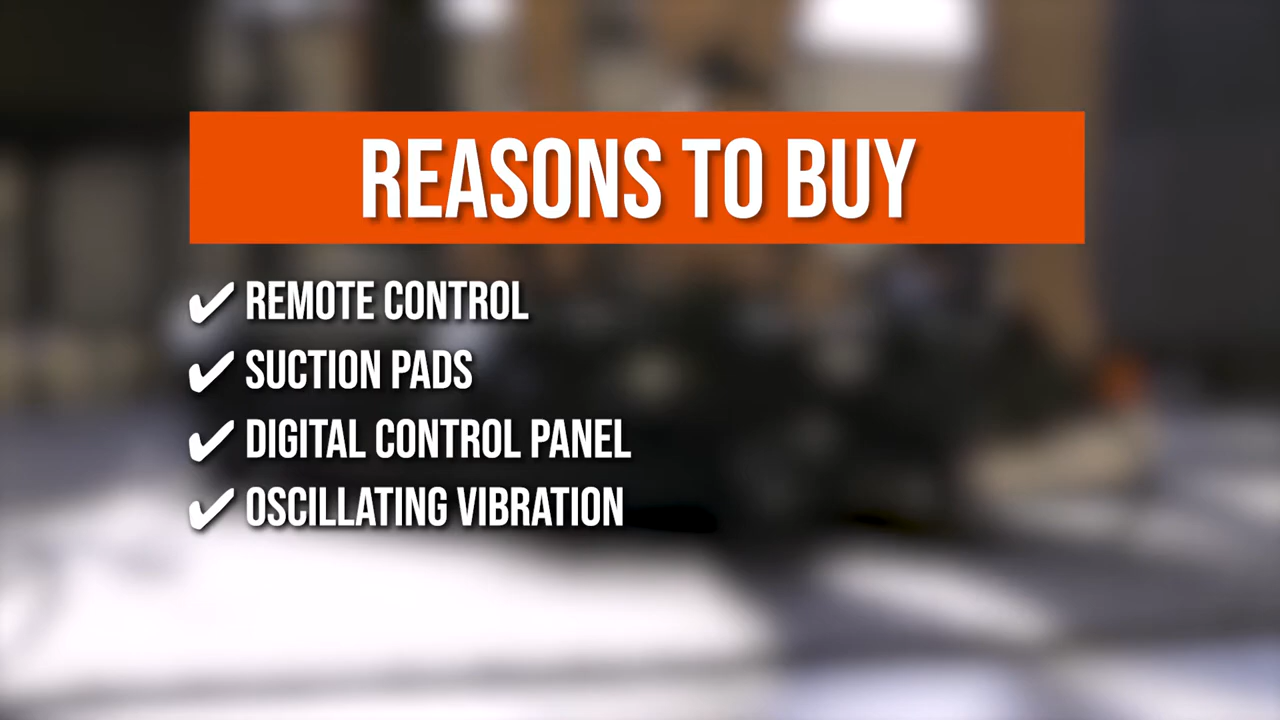 REASONS TO BUY
✔ REMOTE CONTROL
✔ SUCTION PADS
✔ DIGITAL CONTROL PANEL
✔ OSCILLATING VIBRATION